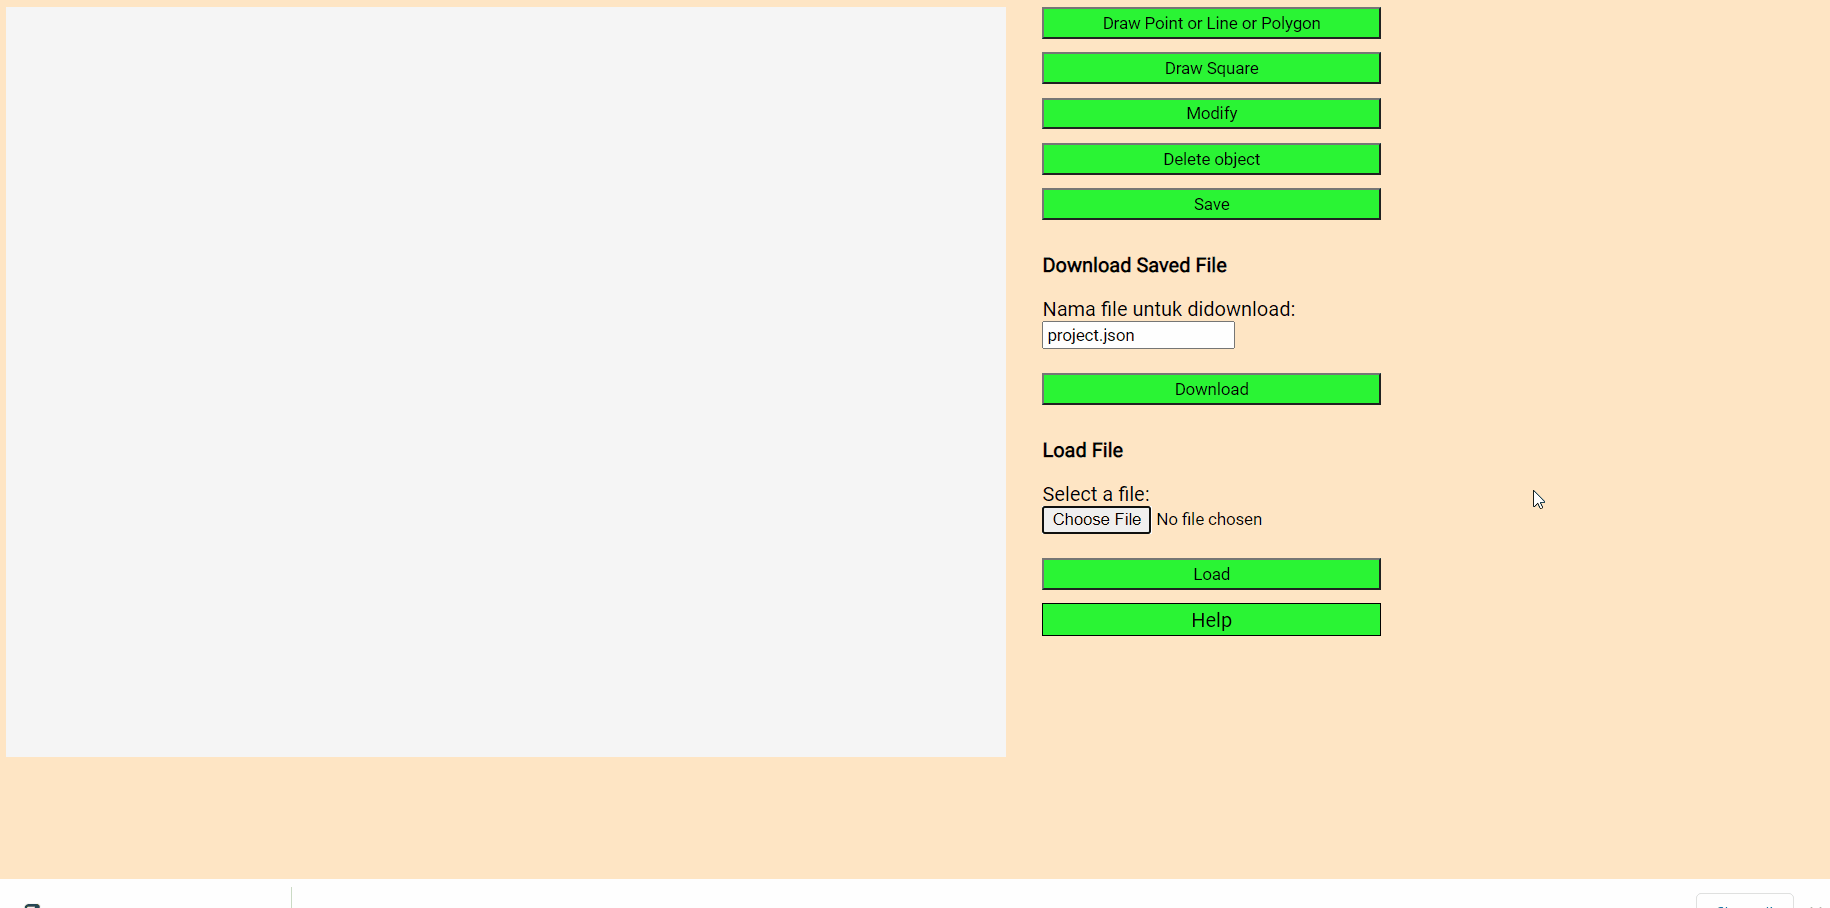 Draw Point or Line or Polygon
Draw Square
Modify
Delete object
Save
Download Saved File
Nama file untuk didownload:
project.json
Download
Load File
Select a file:
Choose File No file chosen
Load
Help